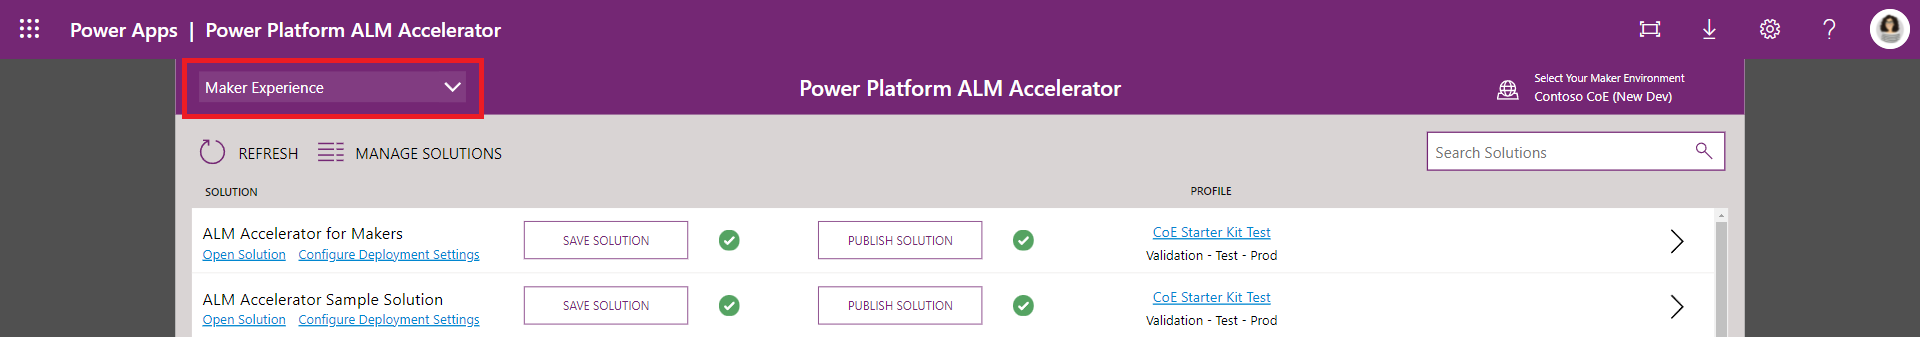 Power Apps | Power Platform ALM Accelerator ?
Maker Experience
Power Platform ALM Accelerator
Select Your Maker Environment
Contoso CoE (New Dev)
REFRESH MANAGE SOLUTIONS
Search Solutions
SOLUTION PROFILE
ALM Accelerator for Makers
Open Solution Configure Deployment Settings
SAVE SOLUTION
PUBLISH SOLUTION
CoE Starter Kit Test
Validation - Test - Prod
ALM Accelerator Sample Solution
Open Solution Configure Deployment Settings
SAVE SOLUTION
PUBLISH SOLUTION
CoE Starter Kit Test
Validation - Test - Prod